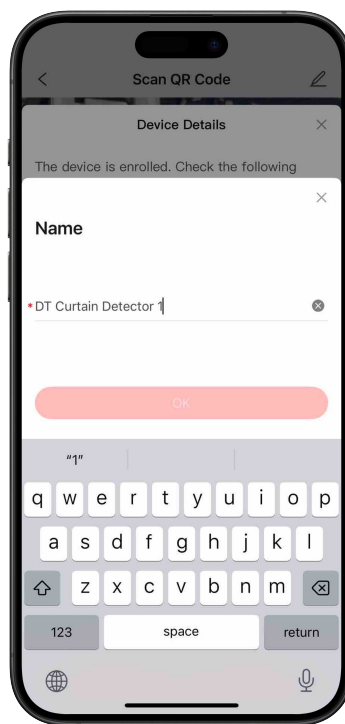 Scan QR Code
Device Details
The device is enrolled. Check the following
Name
*DT Curtain Detector 1
OK
“1”
q w e r t y u i o p
a s d f g h j k l
z x c v b n m
123 space return